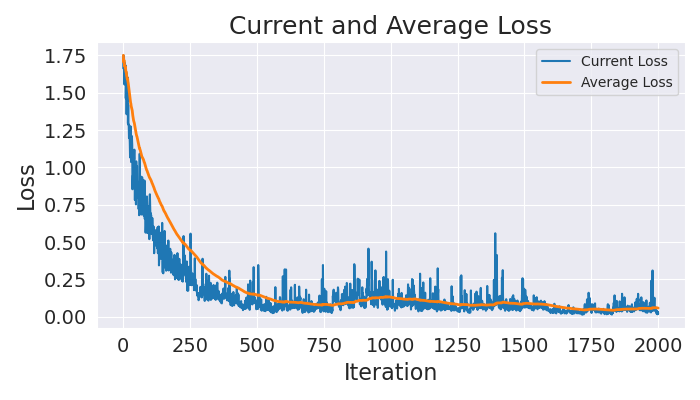 Current and Average Loss
Current Loss
Average Loss
Loss
1.75
1.50
1.25
1.00
0.75
0.50
0.25
0.00
0 250 500 750 1000 1250 1500 1750 2000
Iteration